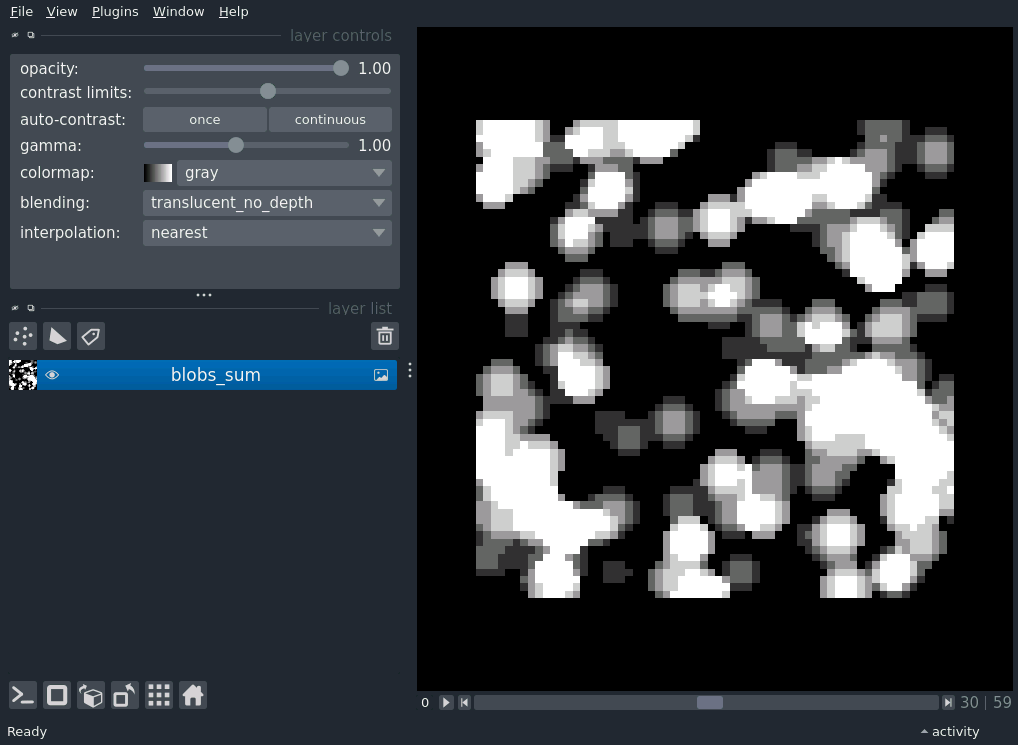 File View Plugins Window Help
layer controls
opacity: 1.00
contrast limits:
auto-contrast: once continuous
gamma: 1.00
colormap: gray
blending: translucent_no_depth
interpolation: nearest
layer list
blobs_sum
0 30 | 59
Ready activity